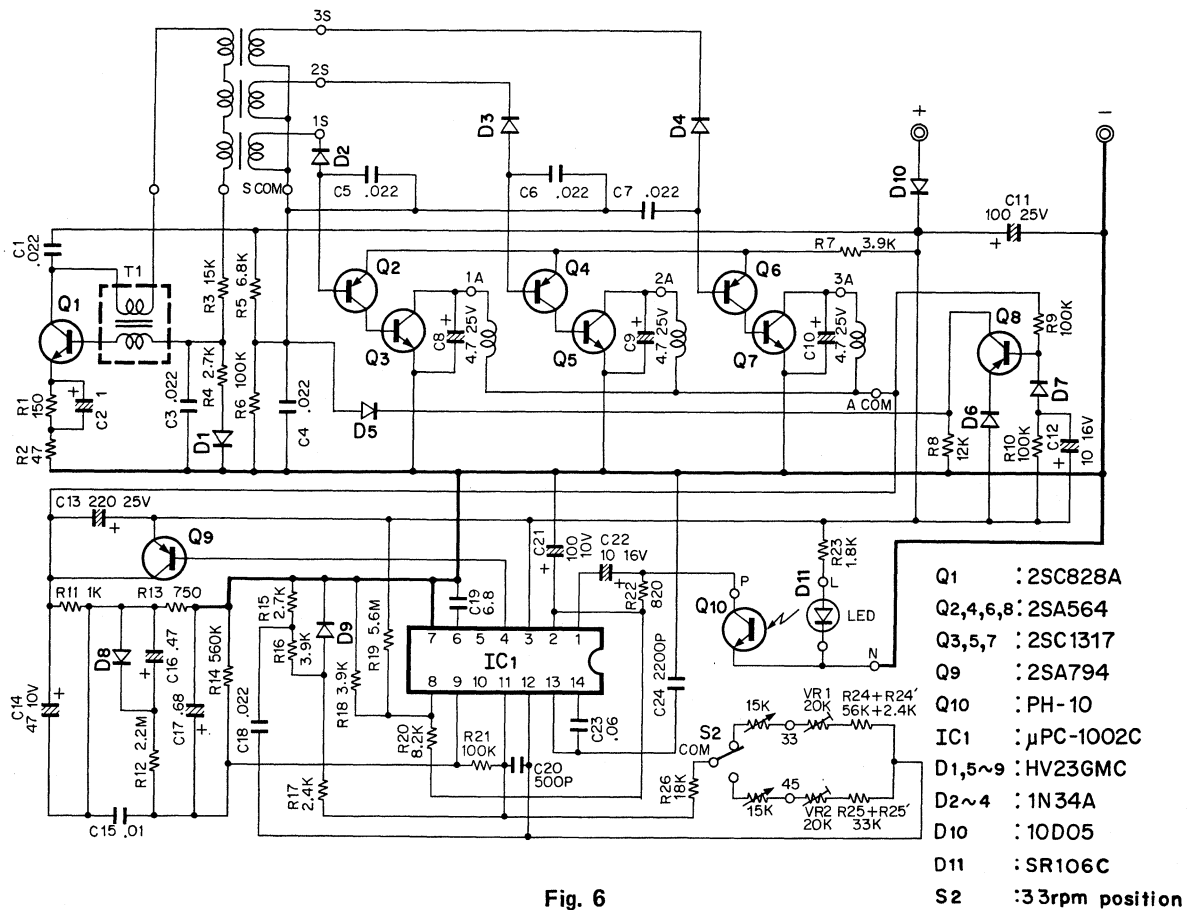 3S
2S
1S
D2
D3
D4
+
-
D10
S COM
C5 .022
C6 .022
C7 .022
C11
100 25V
+
C1
.022
T1
R3 15K
R5 6.8K
R7 3.9K
Q1
Q2
Q3
Q4
Q5
Q6
Q7
Q8
1A
2A
3A
C8
4.7 25V
+
C9
4.7 25V
+
C10
4.7 25V
+
R9
100K
D7
D6
R1
150
C2 1
+
R2
47
C3 .022
R4 2.7K
D1
R6 100K
C4
.022
D5
A COM
R8
12K
R10
100K
C12
10 16V
+
C13 220 25V
+
Q9
R11 1K
R13 750
D8
C16 .47
+
C14
47 10V
+
R12 2.2M
C17 .68
+
R14 560K
C15 .01
R15
2.7K
R16
3.9K
D9
C18 .022
R17
2.4K
R18 3.9K
R19 5.6M
C19
6.8
7 6 5 4 3 2 1
IC1
8 9 10 11 12 13 14
R20
8.2K
R21
100K
C20
500P
C21
100
10V
+
C22
10 16V
+
R22
820
C23
.06
C24 2200P
R26
18K
P
Q10
R23
1.8K
D11
L
LED
N
S2
COM
15K
33
VR1
20K
R24+R24′
56K+2.4K
15K
45
VR2
20K
R25+R25′
33K
Q1 :2SC828A
Q2,4,6,8:2SA564
Q3,5,7 :2SC1317
Q9 :2SA794
Q10 :PH-10
IC1 :μPC-1002C
D1,5~9:HV23GMC
D2~4 :1N34A
D10 :10D05
D11 :SR106C
S2 :33rpm position
Fig. 6